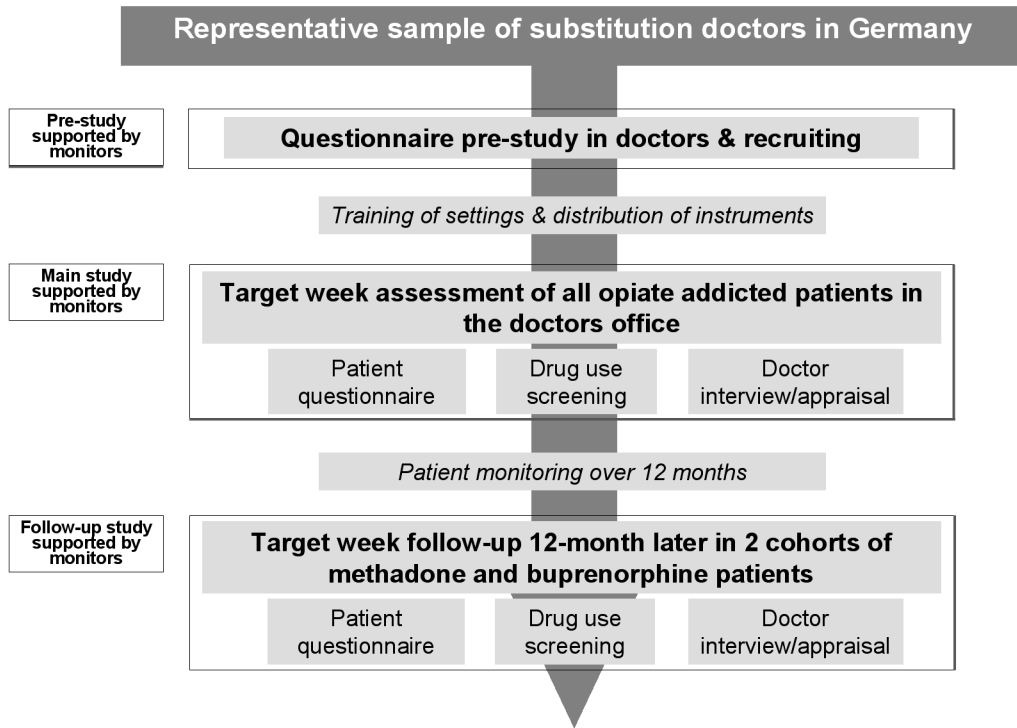 Representative sample of substitution doctors in Germany
Pre-study
supported by
monitors
Questionnaire pre-study in doctors & recruiting
Training of settings & distribution of instruments
Main study
supported by
monitors
Target week assessment of all opiate addicted patients in
the doctors office
Patient
questionnaire
Drug use
screening
Doctor
interview/appraisal
Patient monitoring over 12 months
Follow-up study
supported by
monitors
Target week follow-up 12-month later in 2 cohorts of
methadone and buprenorphine patients
Patient
questionnaire
Drug use
screening
Doctor
interview/appraisal